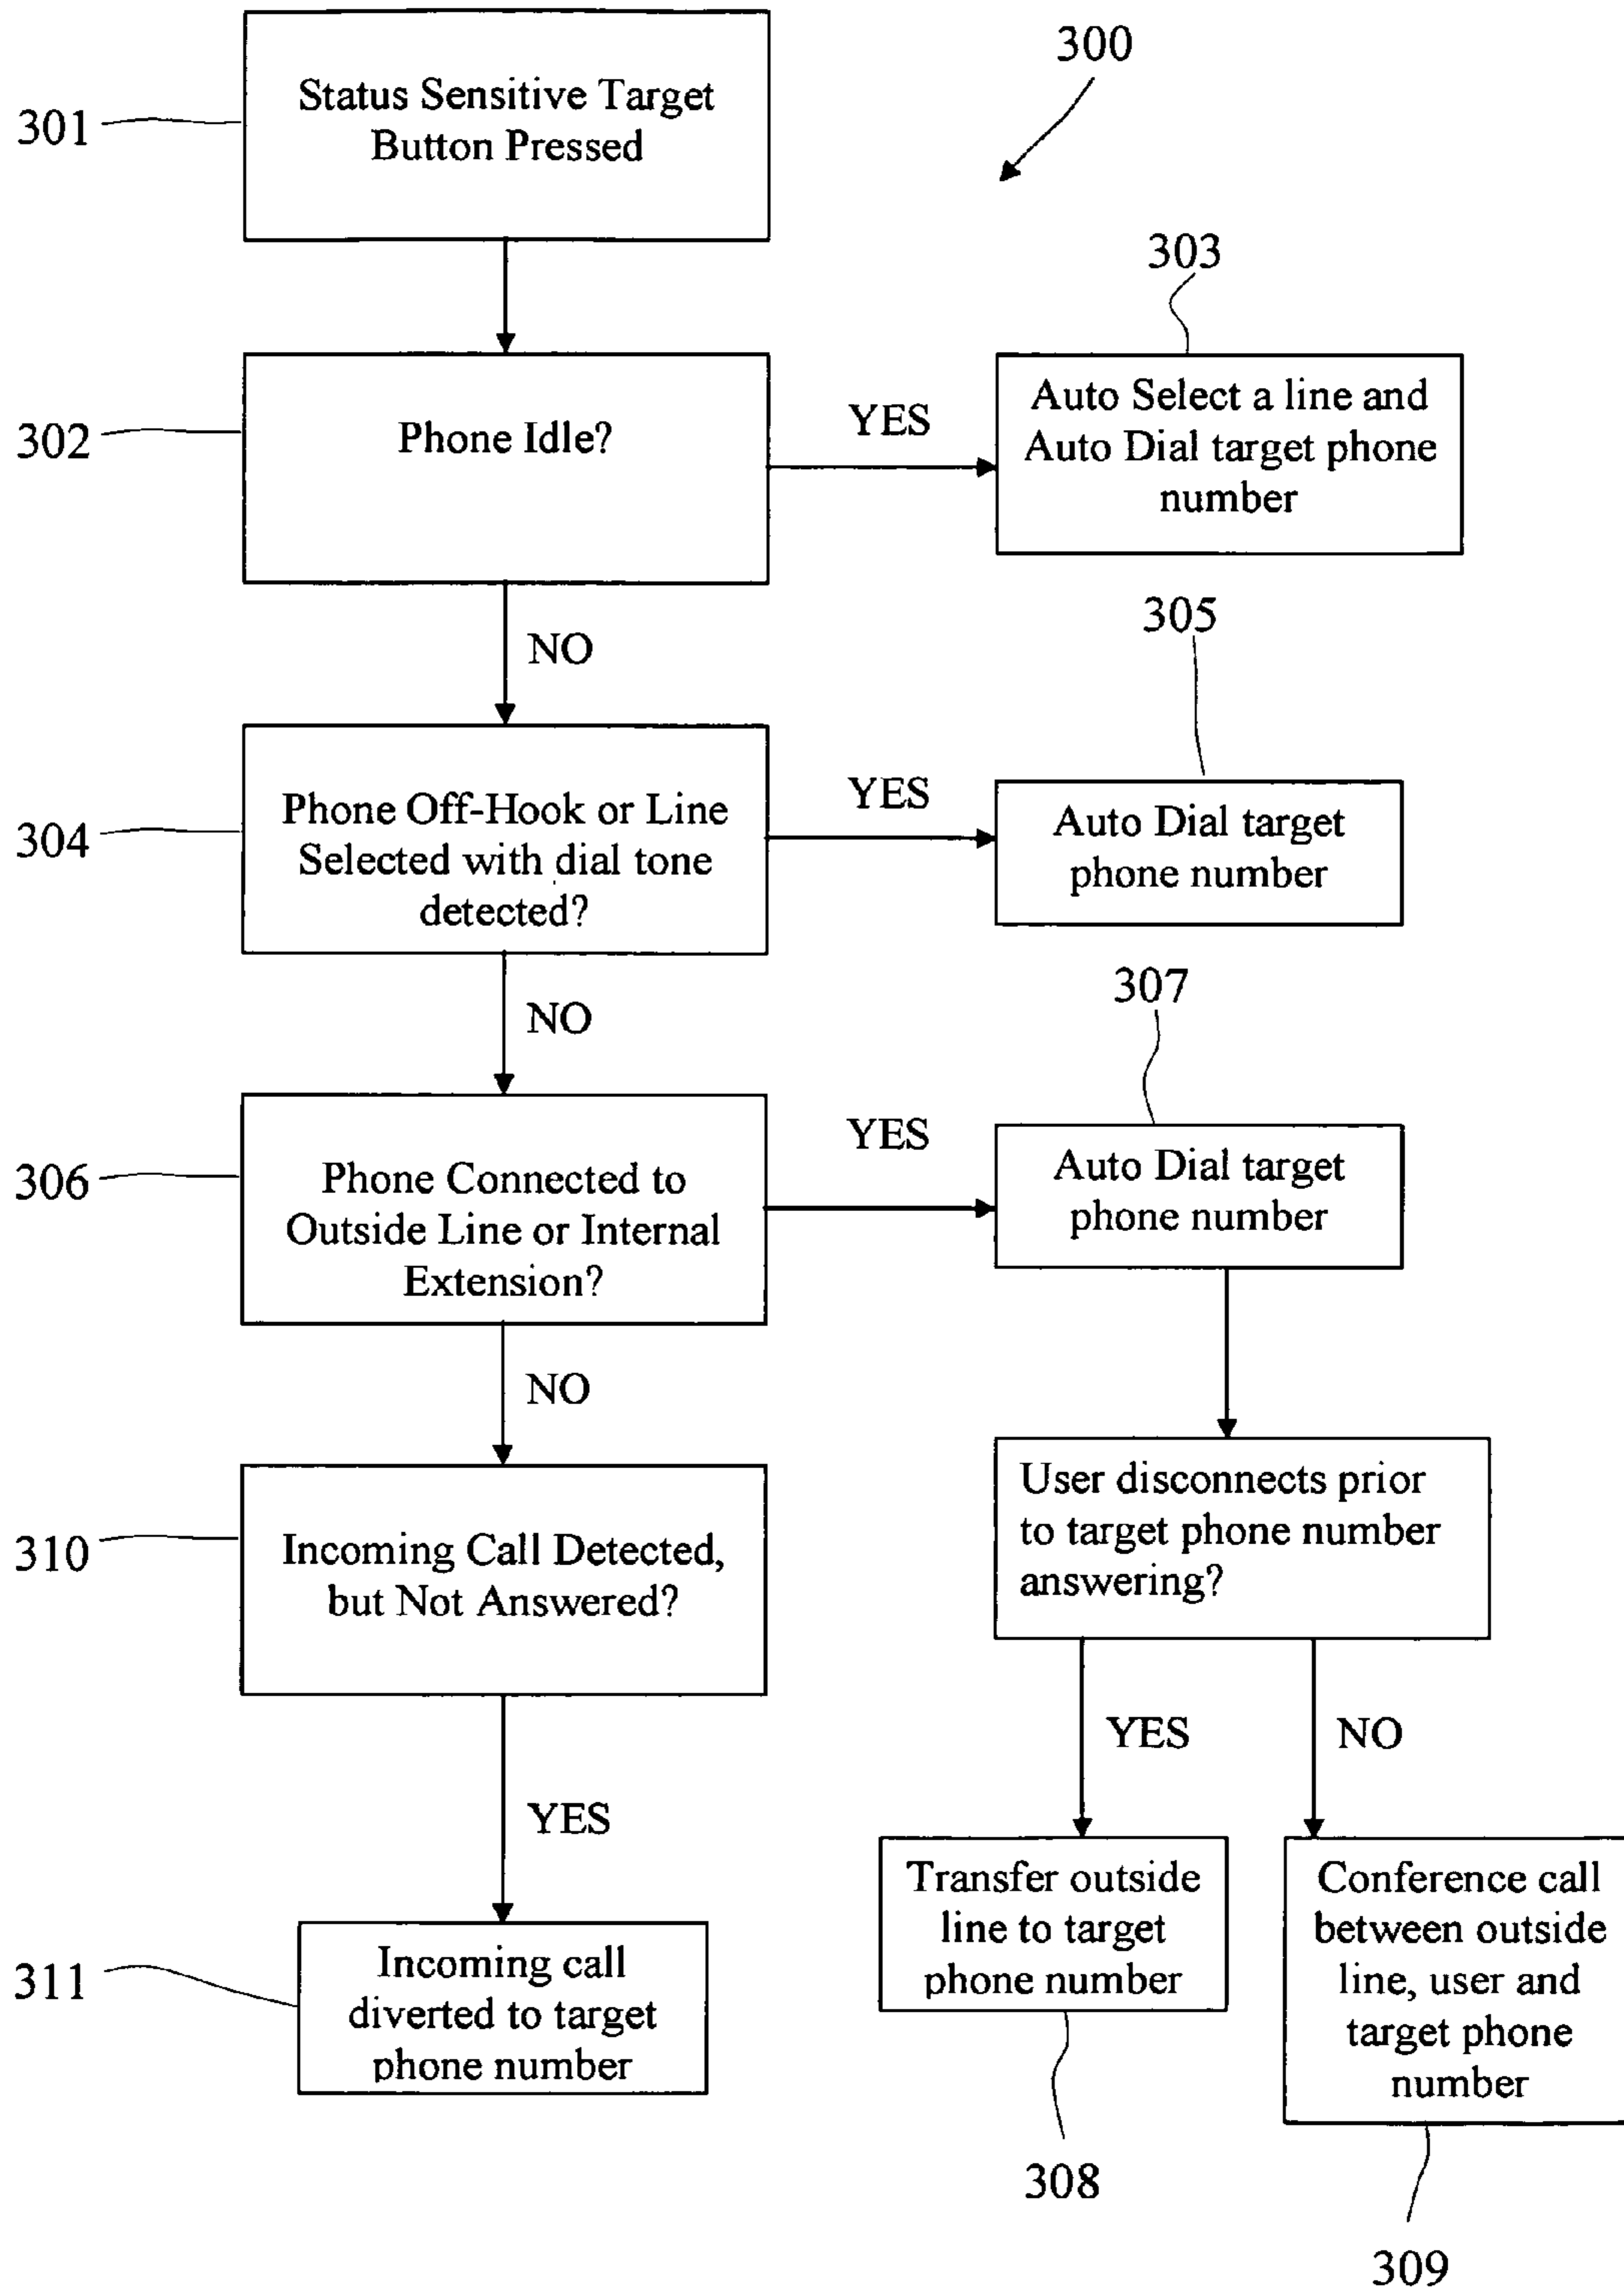 300
301
Status Sensitive Target
Button Pressed
303
302
Phone Idle?
YES
Auto Select a line and
Auto Dial target phone
number
NO
305
304
Phone Off-Hook or Line
Selected with dial tone
detected?
YES
Auto Dial target
phone number
NO
307
306
Phone Connected to
Outside Line or Internal
Extension?
YES
Auto Dial target
phone number
NO
User disconnects prior
to target phone number
answering?
310
Incoming Call Detected,
but Not Answered?
YES
NO
YES
Transfer outside
line to target
phone number
Conference call
between outside
line, user and
target phone
number
311
Incoming call
diverted to target
phone number
308
309